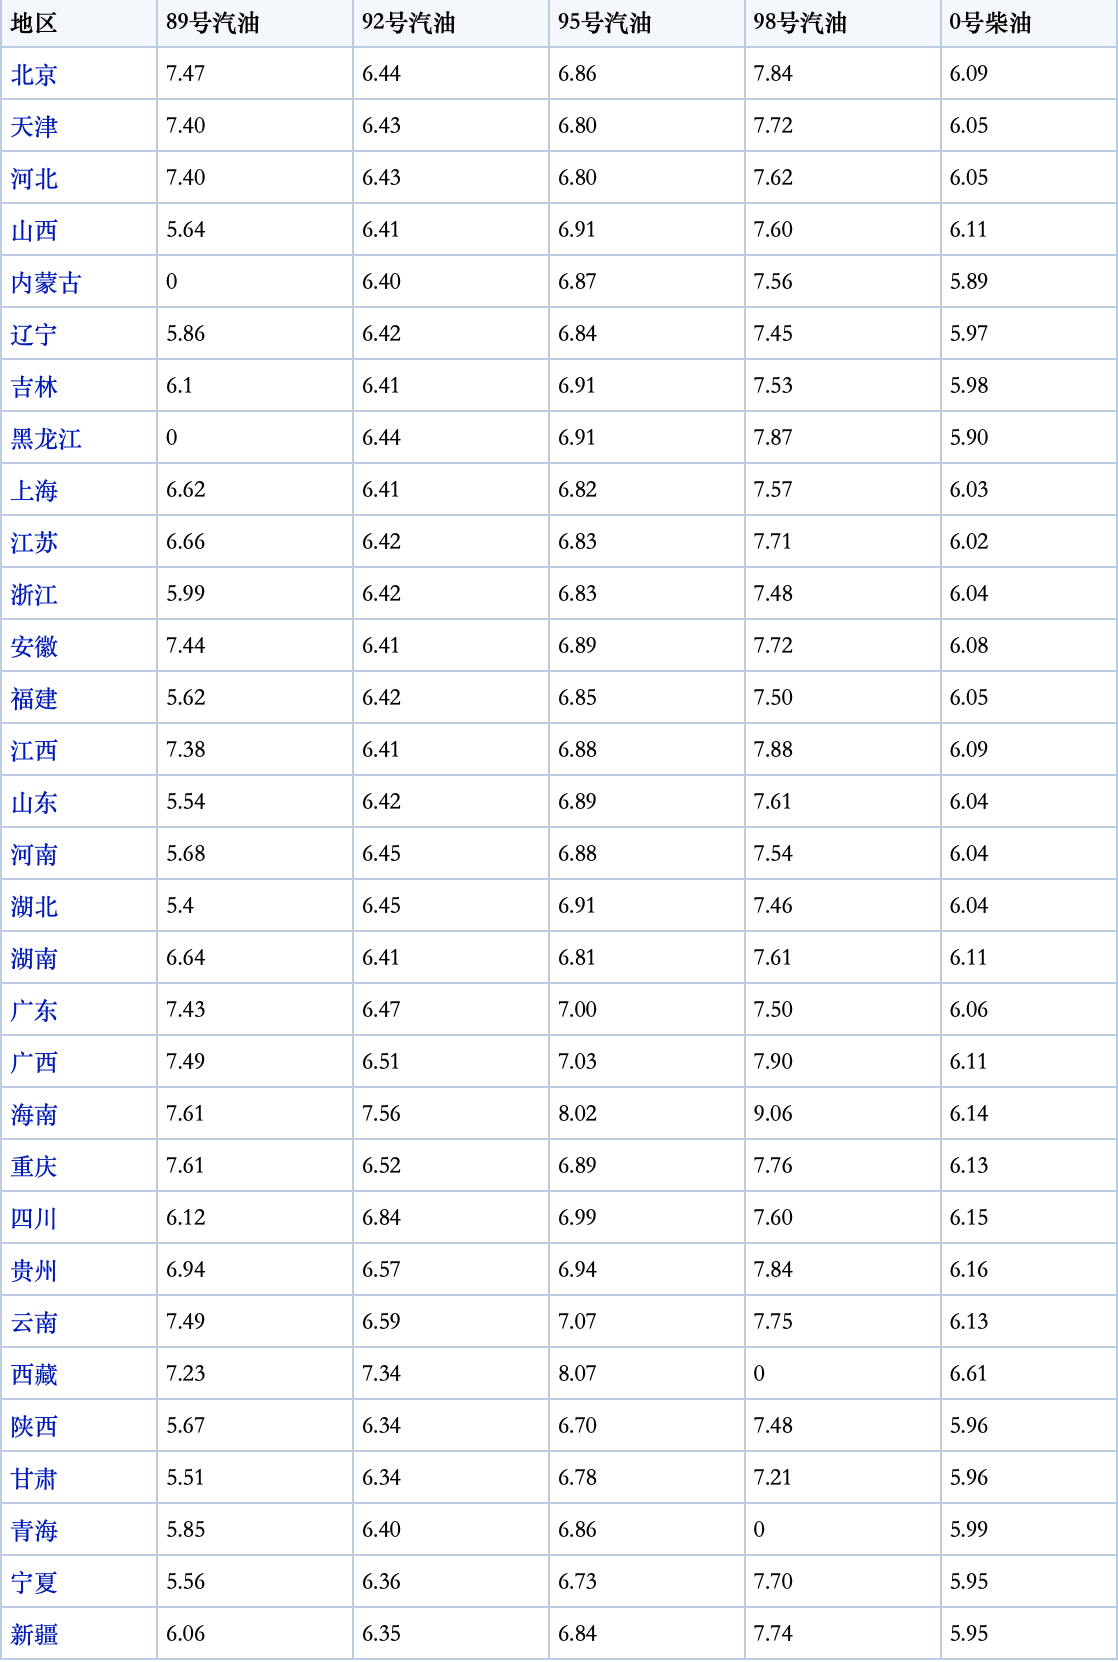 地区 89号汽油 92号汽油 95号汽油 98号汽油 0号柴油
北京 7.47 6.44 6.86 7.84 6.09
天津 7.40 6.43 6.80 7.72 6.05
河北 7.40 6.43 6.80 7.62 6.05
山西 5.64 6.41 6.91 7.60 6.11
内蒙古 0 6.40 6.87 7.56 5.89
辽宁 5.86 6.42 6.84 7.45 5.97
吉林 6.1 6.41 6.91 7.53 5.98
黑龙江 0 6.44 6.91 7.87 5.90
上海 6.62 6.41 6.82 7.57 6.03
江苏 6.66 6.42 6.83 7.71 6.02
浙江 5.99 6.42 6.83 7.48 6.04
安徽 7.44 6.41 6.89 7.72 6.08
福建 5.62 6.42 6.85 7.50 6.05
江西 7.38 6.41 6.88 7.88 6.09
山东 5.54 6.42 6.89 7.61 6.04
河南 5.68 6.45 6.88 7.54 6.04
湖北 5.4 6.45 6.91 7.46 6.04
湖南 6.64 6.41 6.81 7.61 6.11
广东 7.43 6.47 7.00 7.50 6.06
广西 7.49 6.51 7.03 7.90 6.11
海南 7.61 7.56 8.02 9.06 6.14
重庆 7.61 6.52 6.89 7.76 6.13
四川 6.12 6.84 6.99 7.60 6.15
贵州 6.94 6.57 6.94 7.84 6.16
云南 7.49 6.59 7.07 7.75 6.13
西藏 7.23 7.34 8.07 0 6.61
陕西 5.67 6.34 6.70 7.48 5.96
甘肃 5.51 6.34 6.78 7.21 5.96
青海 5.85 6.40 6.86 0 5.99
宁夏 5.56 6.36 6.73 7.70 5.95
新疆 6.06 6.35 6.84 7.74 5.95